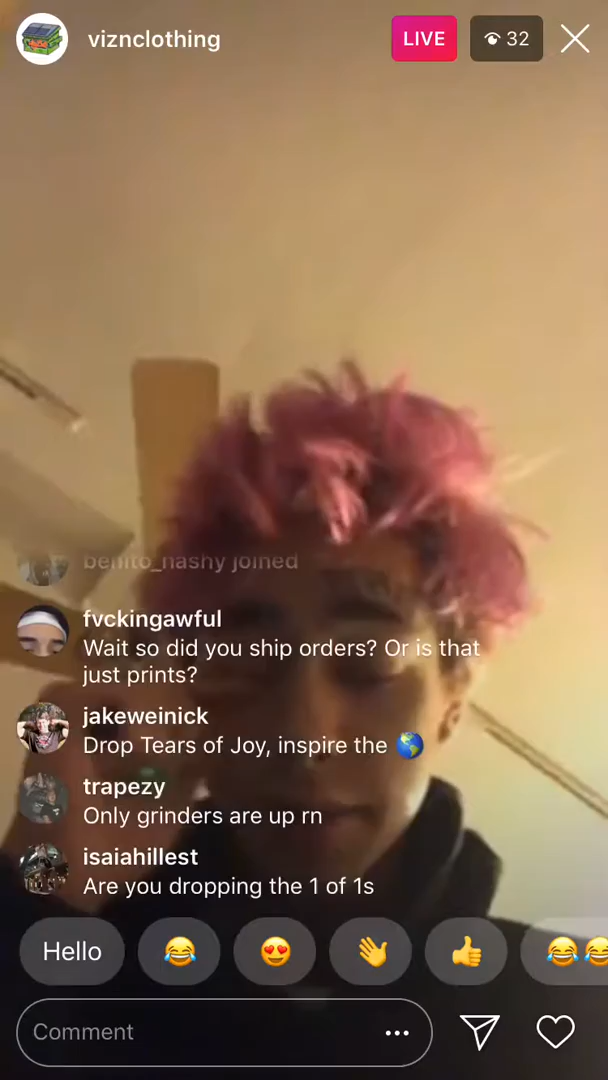 viznclothing
LIVE
32
benito_nashy joined
fvckingawful
Wait so did you ship orders? Or is that
just prints?
jakeweinick
Drop Tears of Joy, inspire the 🌎
trapezy
Only grinders are up rn
isaiahillest
Are you dropping the 1 of 1s
Hello 😂 😍 👋 👍 😂😂
Comment